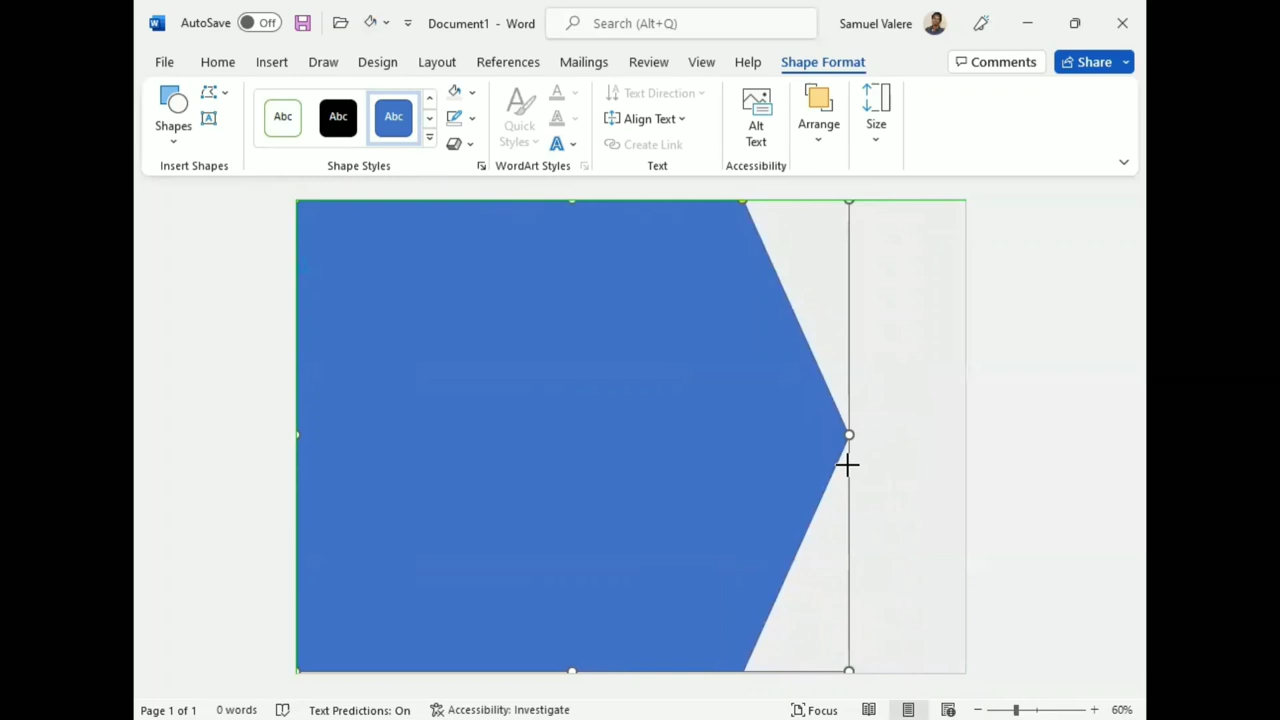 AutoSave Off Document1 - Word Search (Alt+Q) Samuel Valere
File Home Insert Draw Design Layout References Mailings Review View Help Shape Format Comments Share
Shapes
Insert Shapes
Abc Abc Abc
Shape Styles
Quick
Styles
WordArt Styles
Text Direction
Align Text
Create Link
Text
Alt
Text
Accessibility
Arrange
Size
Page 1 of 1 0 words Text Predictions: On Accessibility: Investigate Focus 60%